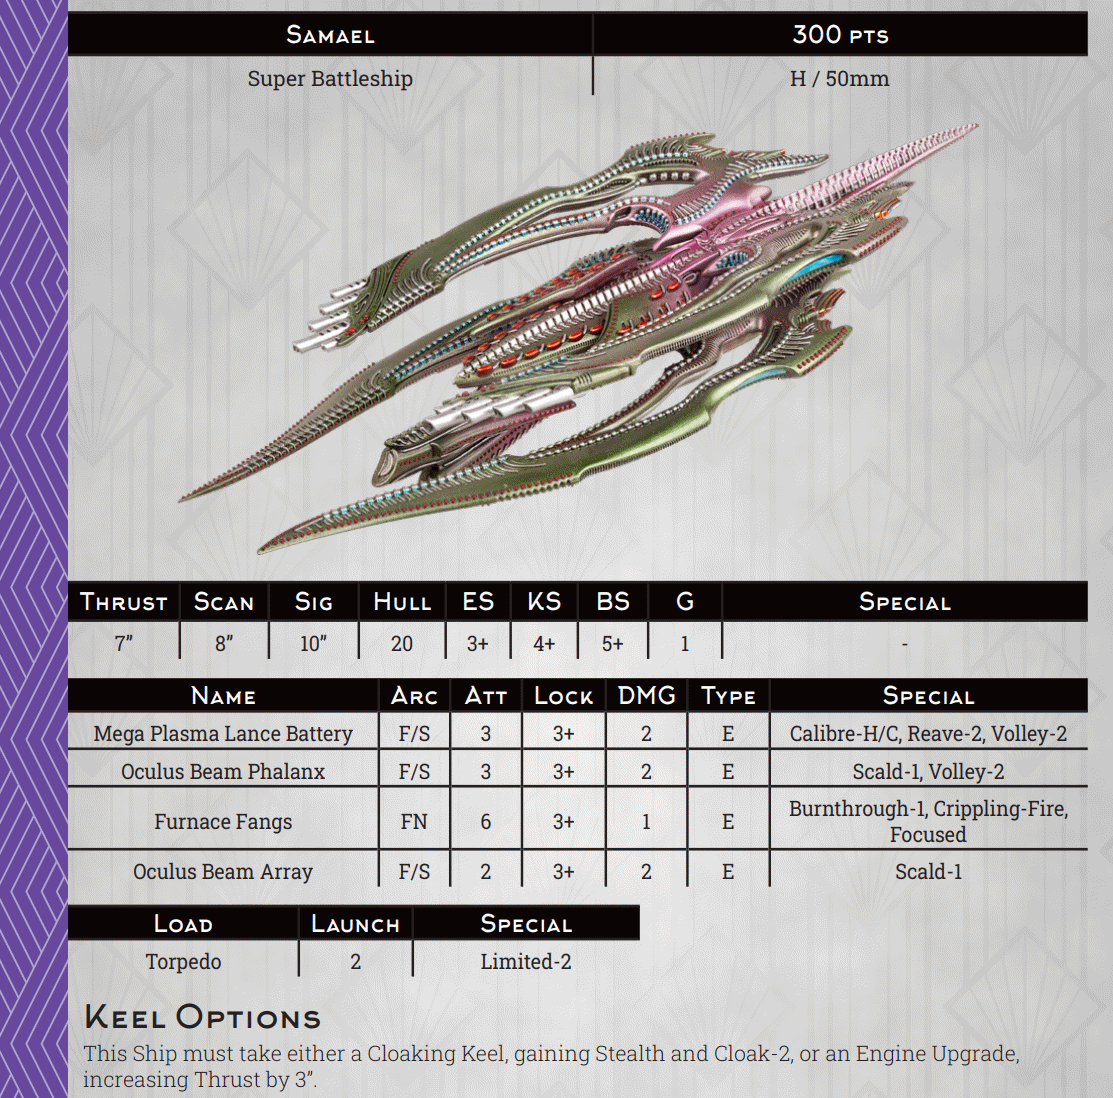 Samael 300 pts
Super Battleship H / 50mm
Thrust Scan Sig Hull ES KS BS G Special
7” 8” 10” 20 3+ 4+ 5+ 1 -
Name Arc Att Lock DMG Type Special
Mega Plasma Lance Battery F/S 3 3+ 2 E Calibre-H/C, Reave-2, Volley-2
Oculus Beam Phalanx F/S 3 3+ 2 E Scald-1, Volley-2
Furnace Fangs FN 6 3+ 1 E Burnthrough-1, Crippling-Fire,
Focused
Oculus Beam Array F/S 2 3+ 2 E Scald-1
Load Launch Special
Torpedo 2 Limited-2
Keel Options
This Ship must take either a Cloaking Keel, gaining Stealth and Cloak-2, or an Engine Upgrade,
increasing Thrust by 3”.